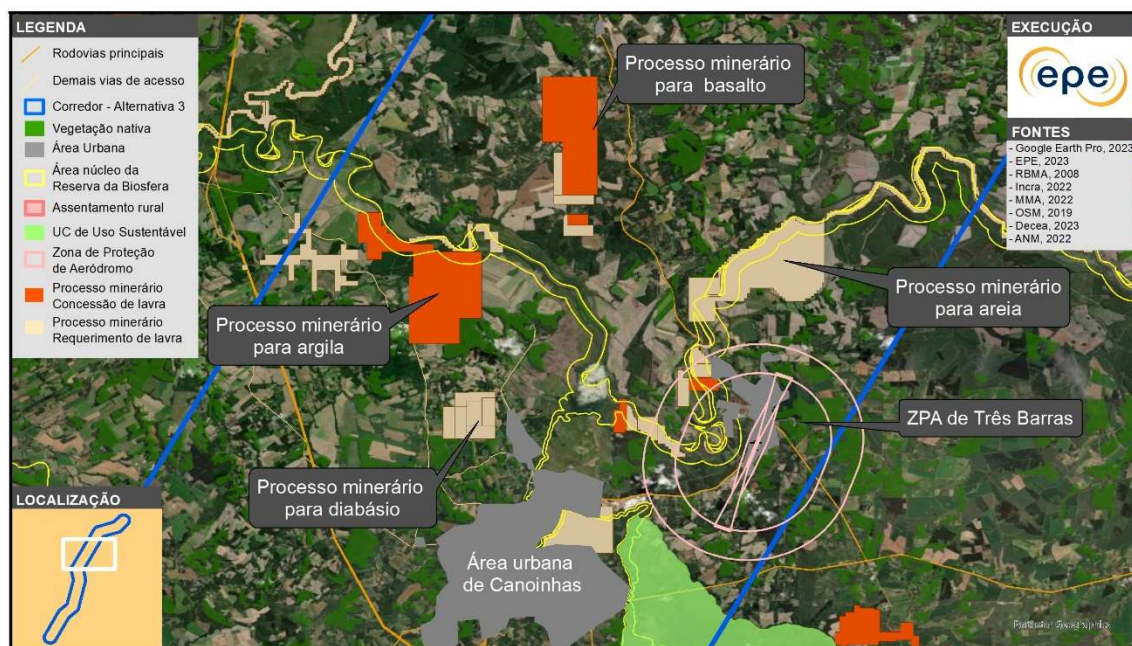 LEGENDA
Rodovias principais
Demais vias de acesso
Corredor - Alternativa 3
Vegetação nativa
Área Urbana
Área núcleo da
Reserva da Biosfera
Assentamento rural
UC de Uso Sustentável
Zona de Proteção
de Aeródromo
Processo minerário
Concessão de lavra
Processo minerário
Requerimento de lavra
Processo minerário
para basalto
EXECUÇÃO
epe
FONTES
- Google Earth Pro, 2023
- EPE, 2023
- RBMA, 2008
- Incra, 2022
- MMA, 2022
- OSM, 2019
- Decea, 2023
- ANM, 2022
Processo minerário
para areia
Processo minerário
para argila
ZPA de Três Barras
Processo minerário
para diabásio
Área urbana
de Canoinhas
LOCALIZAÇÃO
Earthstar Geographics